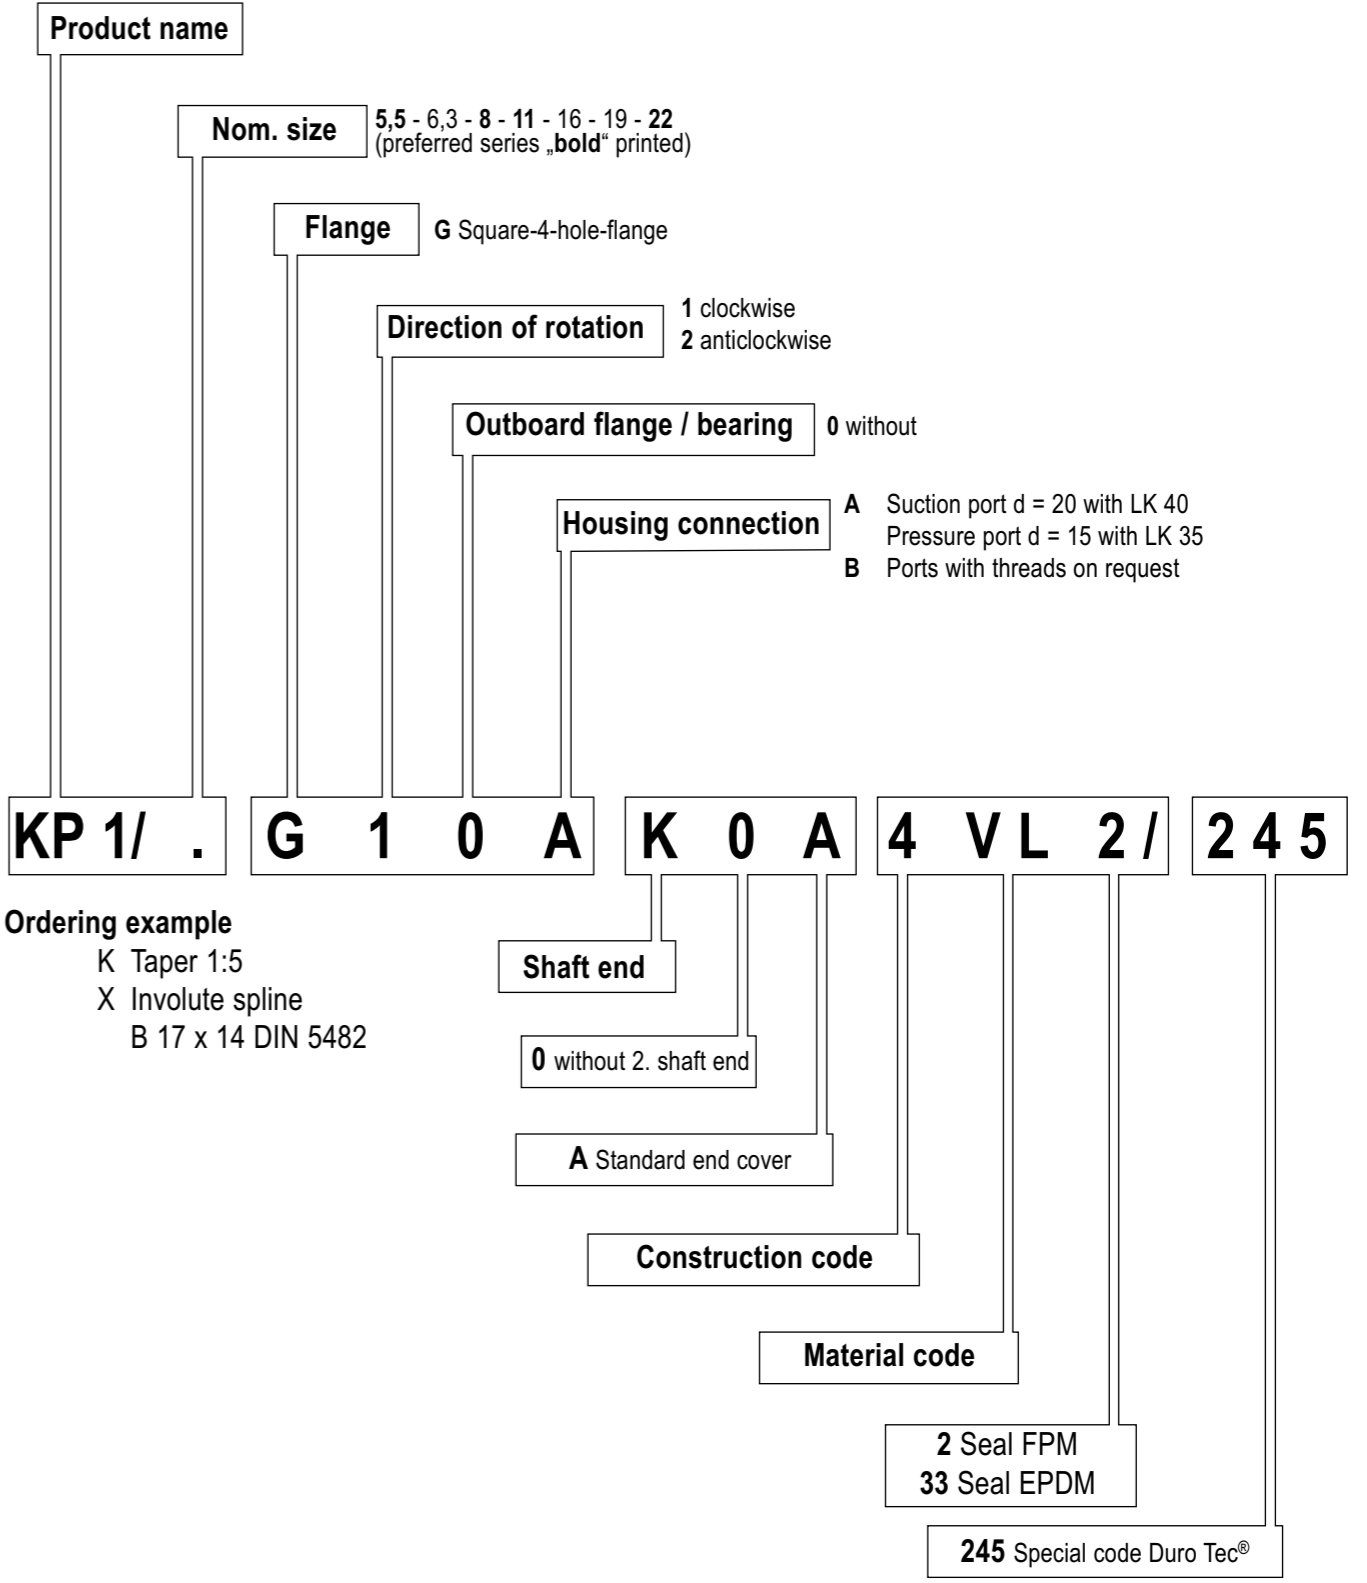 Product name
Nom. size
5,5 - 6,3 - 8 - 11 - 16 - 19 - 22
(preferred series „bold“ printed)
Flange
G Square-4-hole-flange
Direction of rotation
1 clockwise
2 anticlockwise
Outboard flange / bearing
0 without
Housing connection
A Suction port d = 20 with LK 40
Pressure port d = 15 with LK 35
B Ports with threads on request
KP 1/ . G 1 0 A K 0 A 4 V L 2 / 2 4 5
Ordering example
K Taper 1:5
X Involute spline
B 17 x 14 DIN 5482
Shaft end
0 without 2. shaft end
A Standard end cover
Construction code
Material code
2 Seal FPM
33 Seal EPDM
245 Special code Duro Tec®